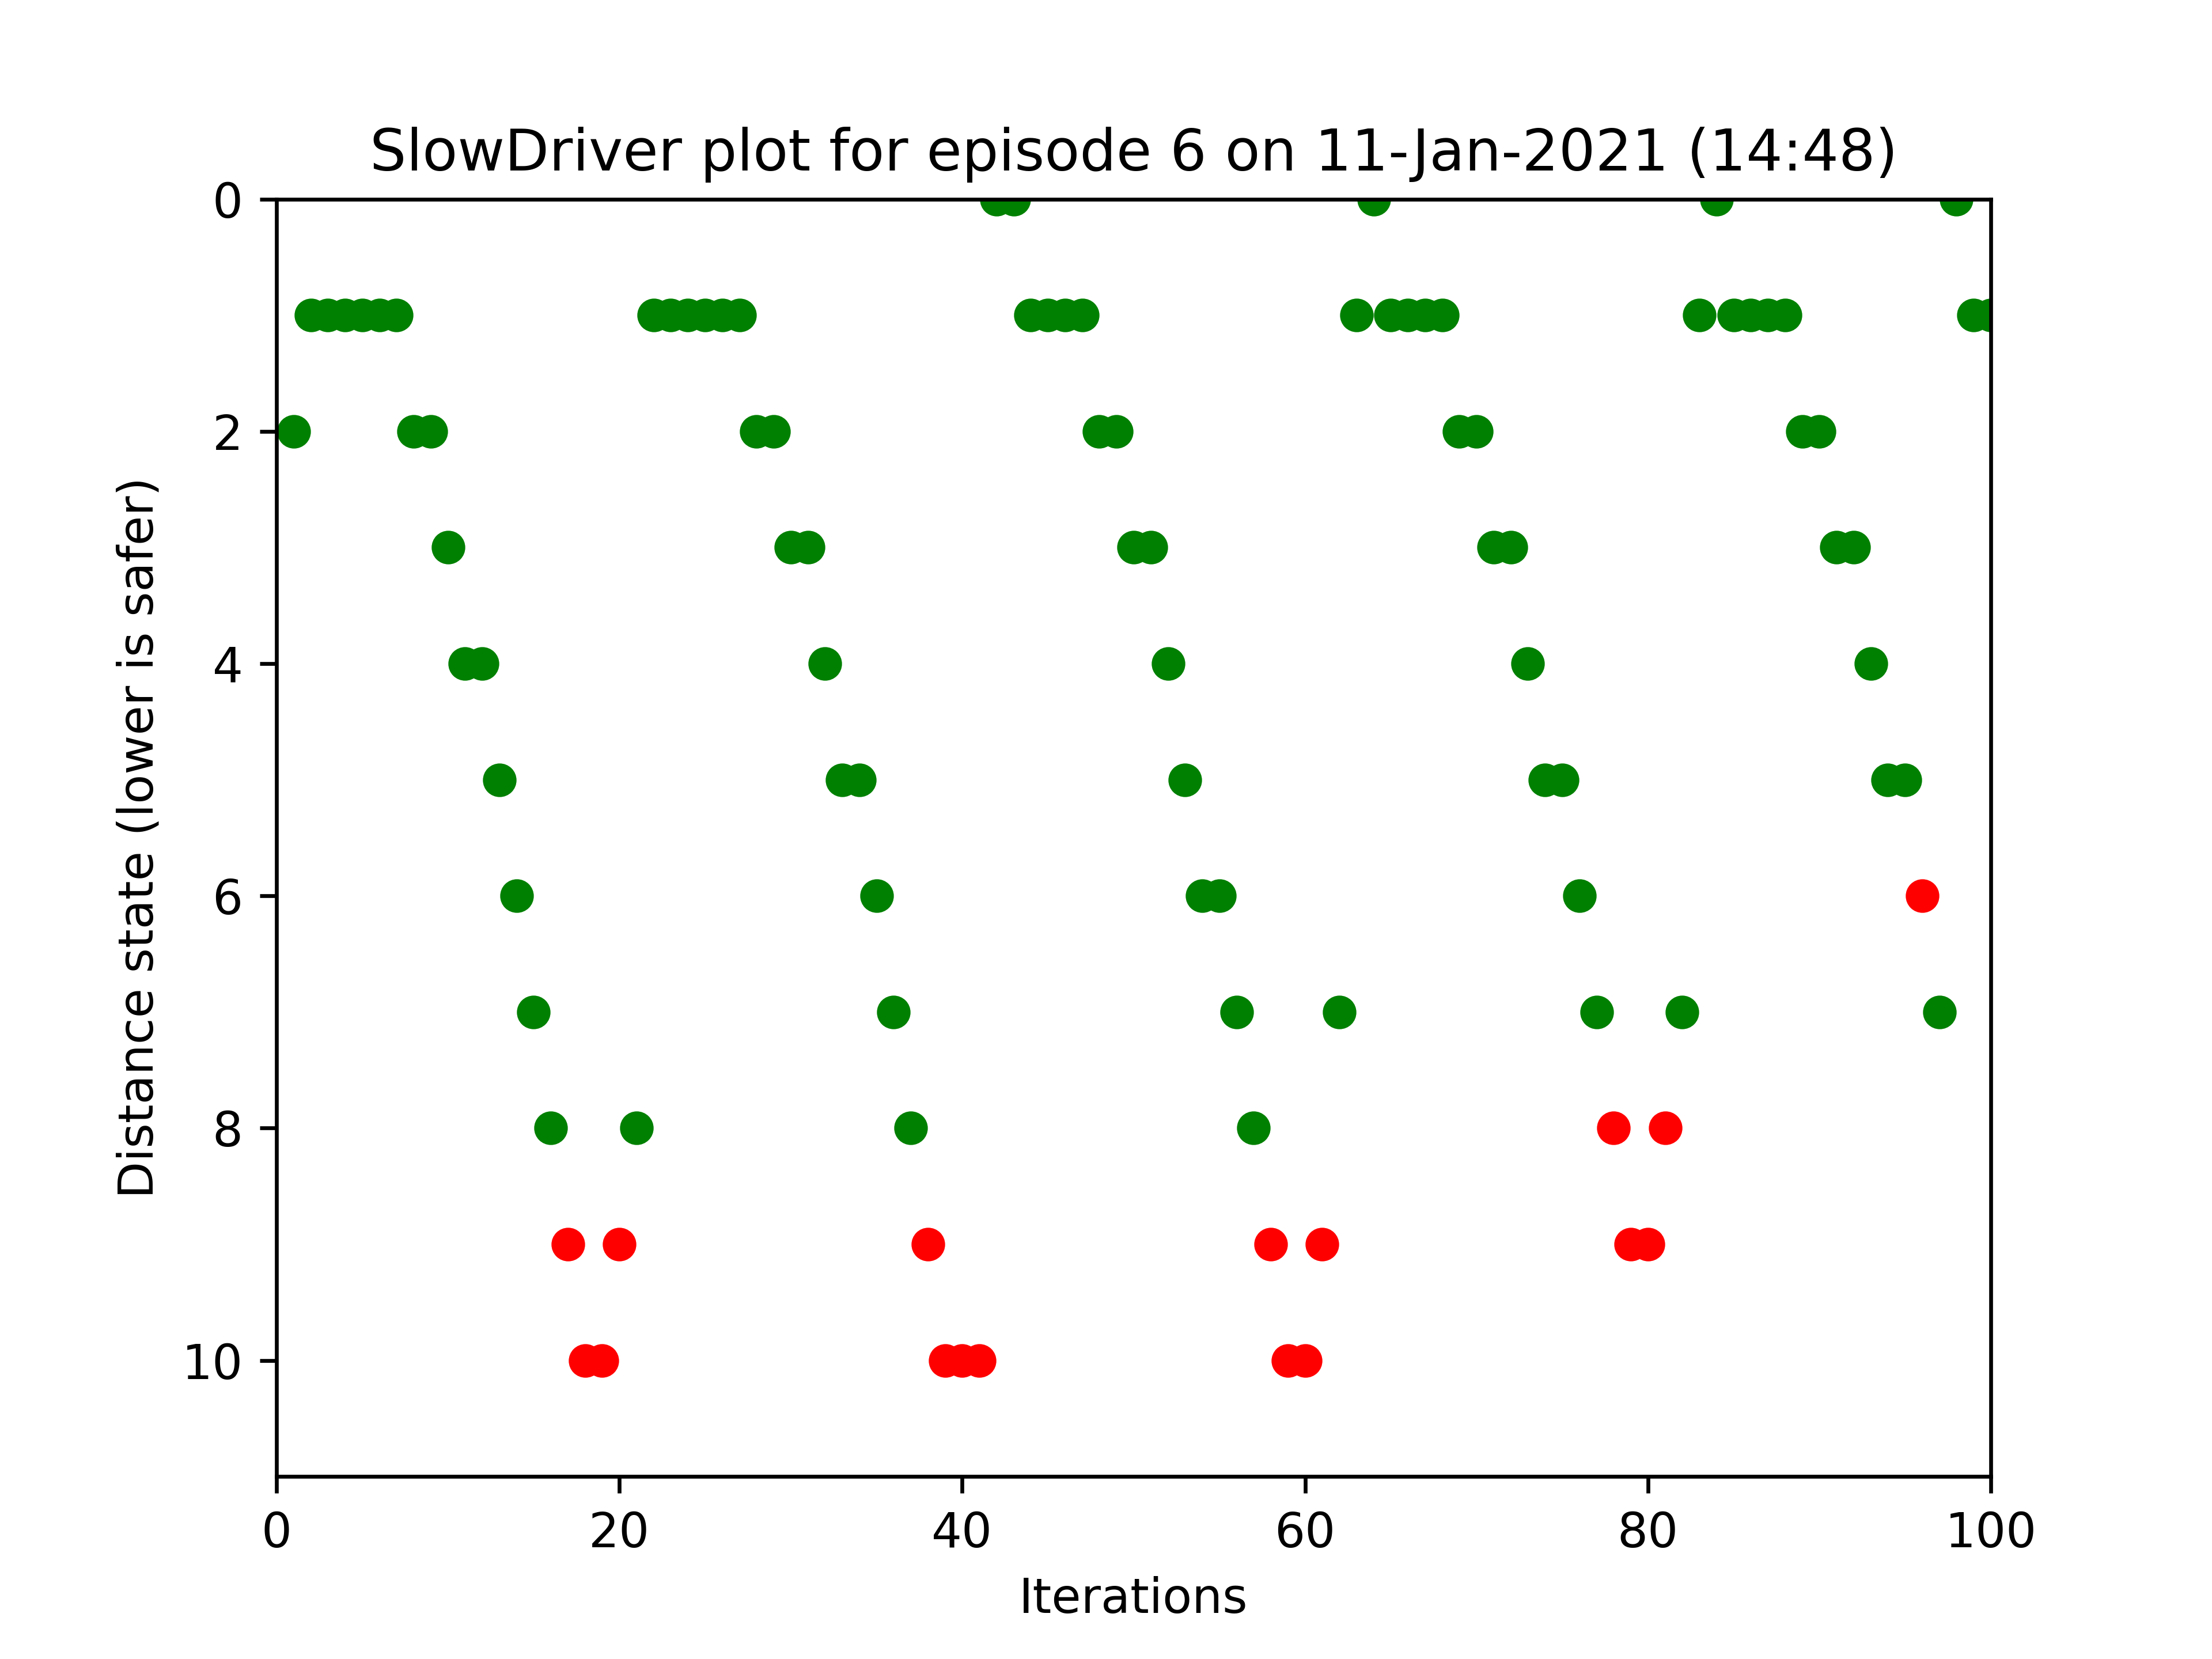 SlowDriver plot for episode 6 on 11-Jan-2021 (14:48)
Distance state (lower is safer)
0
2
4
6
8
10
0 20 40 60 80 100
Iterations